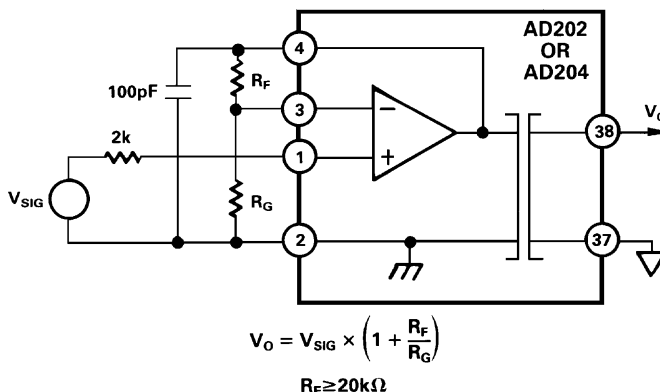 AD202
OR
AD204
4
R_F
100pF
3
2k
1
V_SIG
R_G
2
38
V_O
37
V_O = V_SIG × (1 + R_F/R_G)
R_F≥20kΩ